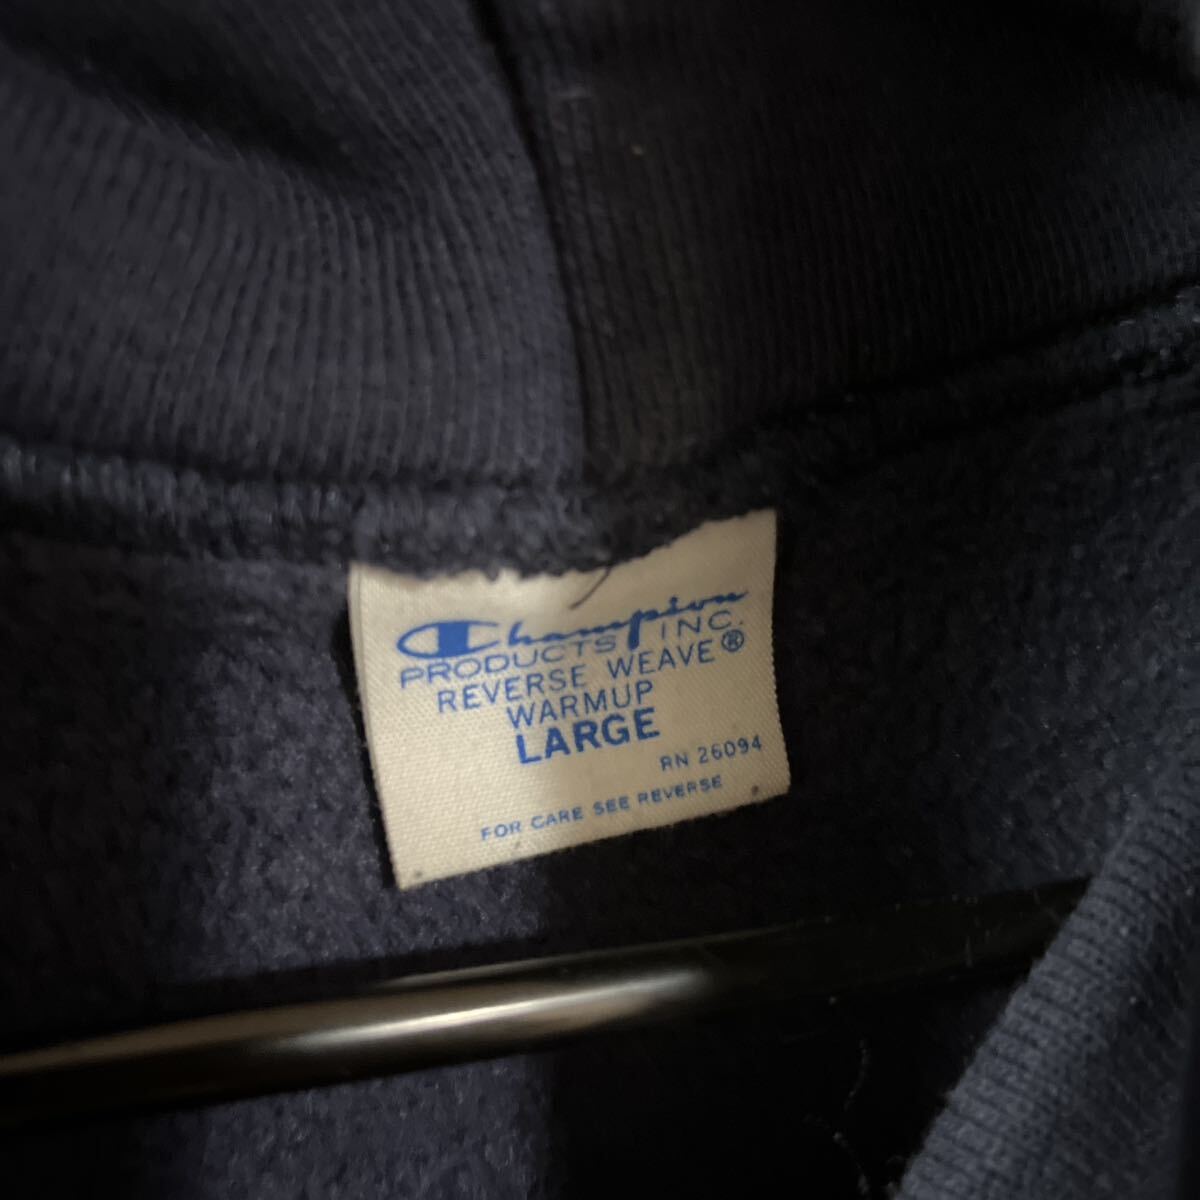 Champion
PRODUCTS INC.
REVERSE WEAVE®
WARMUP
LARGE
RN 26094
FOR CARE SEE REVERSE